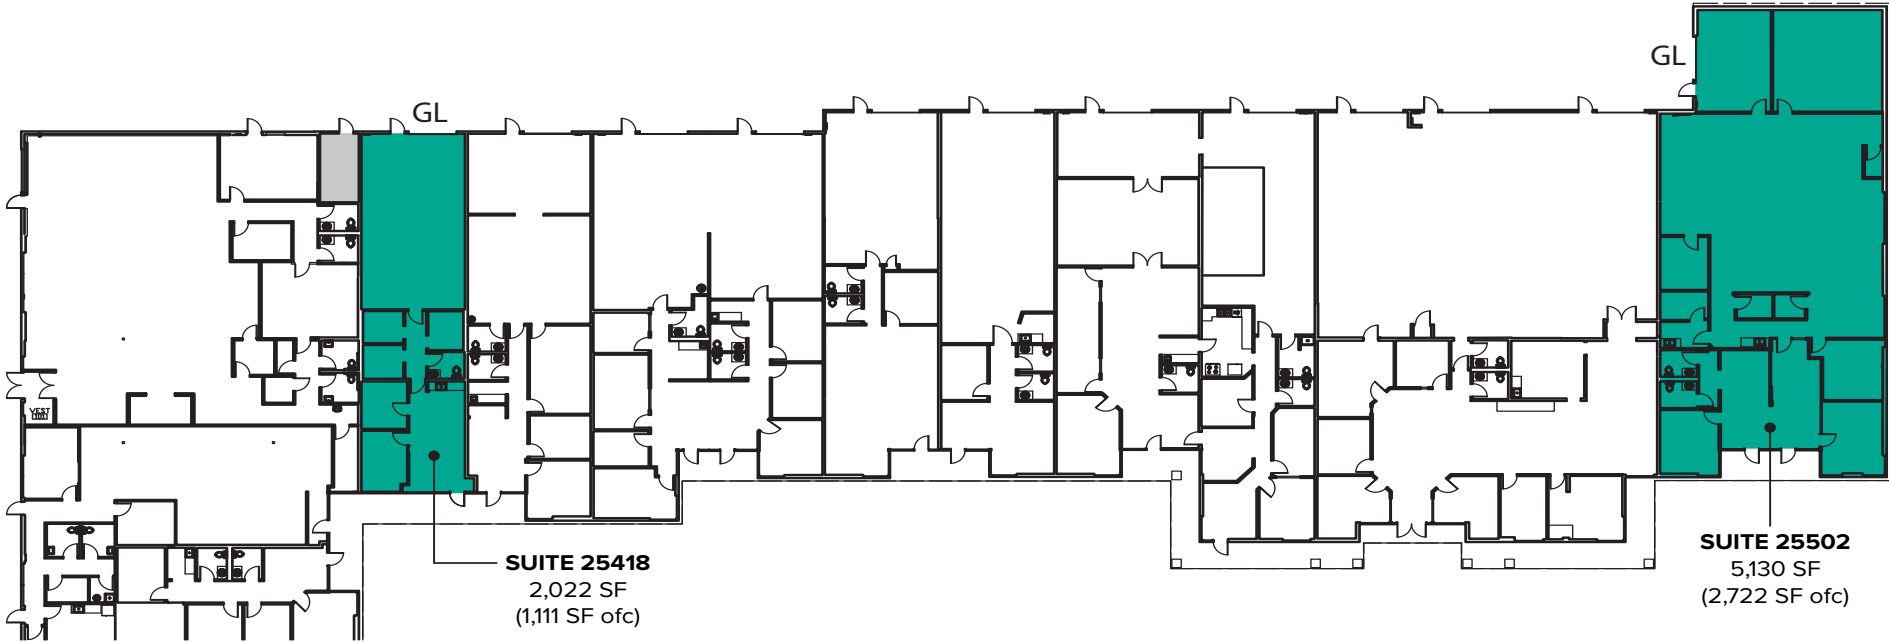 GL
GL
VEST
SUITE 25418
2,022 SF
(1,111 SF ofc)
SUITE 25502
5,130 SF
(2,722 SF ofc)